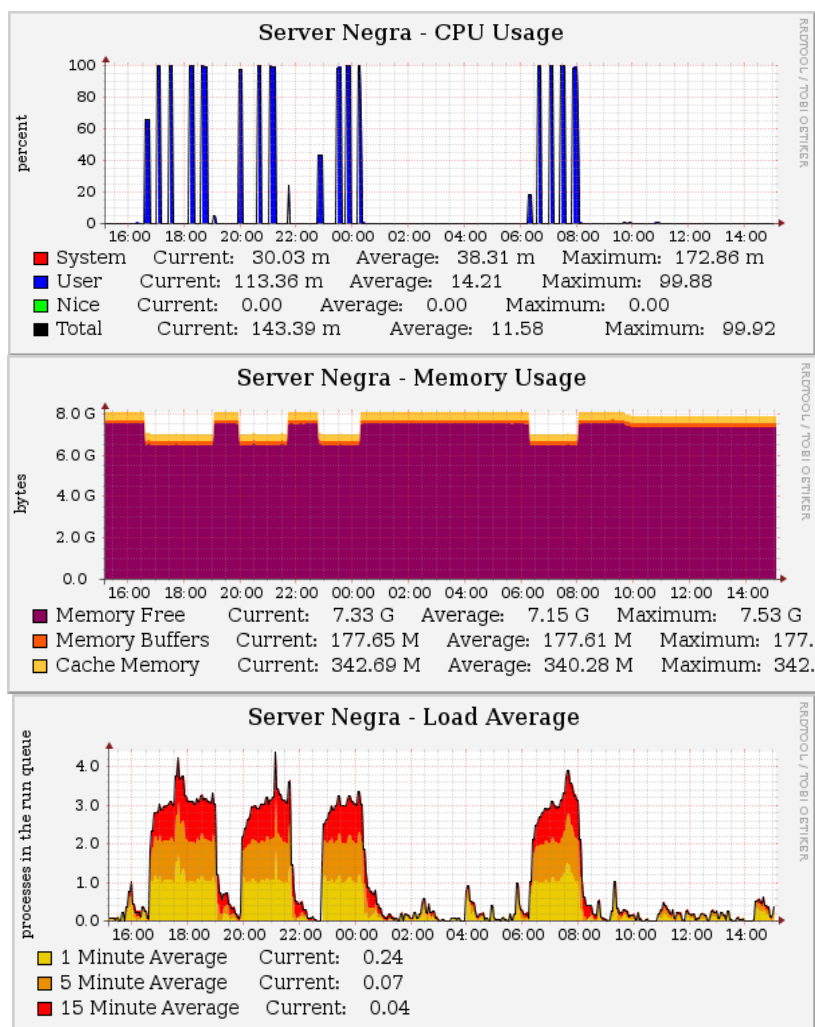 Server Negra - CPU Usage
RRDTOOL / TOBI OETIKER
percent
100
80
60
40
20
0
16:00 18:00 20:00 22:00 00:00 02:00 04:00 06:00 08:00 10:00 12:00 14:00
System Current: 30.03 m Average: 38.31 m Maximum: 172.86 m
User Current: 113.36 m Average: 14.21 Maximum: 99.88
Nice Current: 0.00 Average: 0.00 Maximum: 0.00
Total Current: 143.39 m Average: 11.58 Maximum: 99.92
Server Negra - Memory Usage
RRDTOOL / TOBI OETIKER
bytes
8.0 G
6.0 G
4.0 G
2.0 G
0.0
16:00 18:00 20:00 22:00 00:00 02:00 04:00 06:00 08:00 10:00 12:00 14:00
Memory Free Current: 7.33 G Average: 7.15 G Maximum: 7.53 G
Memory Buffers Current: 177.65 M Average: 177.61 M Maximum: 177.
Cache Memory Current: 342.69 M Average: 340.28 M Maximum: 342.
Server Negra - Load Average
RRDTOOL / TOBI OETIKER
processes in the run queue
4.0
3.0
2.0
1.0
0.0
16:00 18:00 20:00 22:00 00:00 02:00 04:00 06:00 08:00 10:00 12:00 14:00
1 Minute Average Current: 0.24
5 Minute Average Current: 0.07
15 Minute Average Current: 0.04